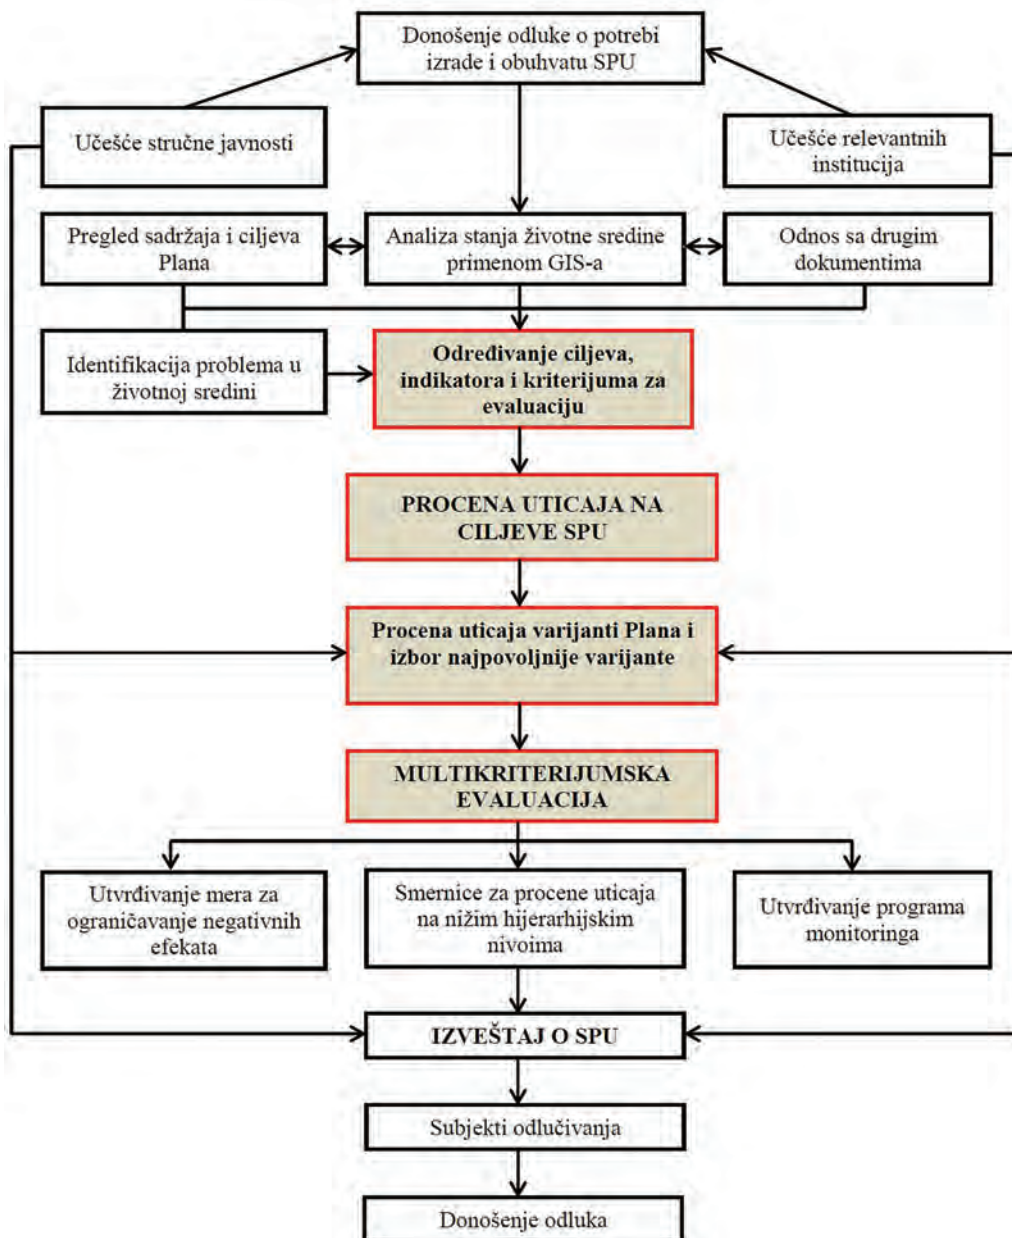 Donošenje odluke o potrebi
izrade i obuhvatu SPU
Učešće stručne javnosti
Učešće relevantnih
institucija
Pregled sadržaja i ciljeva
Plana
Analiza stanja životne sredine
primenom GIS-a
Odnos sa drugim
dokumentima
Identifikacija problema u
životnoj sredini
Određivanje ciljeva,
indikatora i kriterijuma za
evaluaciju
PROCENA UTICAJA NA
CILJEVE SPU
Procena uticaja varijanti Plana i
izbor najpovoljnije varijante
MULTIKRITERIJUMSKA
EVALUACIJA
Utvrđivanje mera za
ograničavanje negativnih
efekata
Smernice za procene uticaja
na nižim hijerarhijskim
nivoima
Utvrđivanje programa
monitoringa
IZVEŠTAJ O SPU
Subjekti odlučivanja
Donošenje odluka